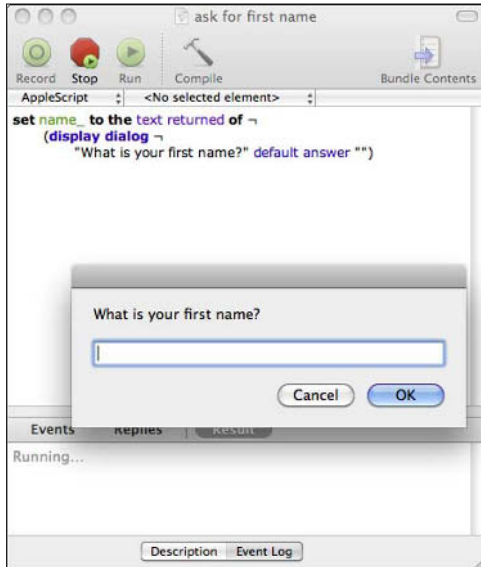 ask for first name
Record Stop Run Compile Bundle Contents
AppleScript <No selected element>
set name_ to the text returned of ¬
(display dialog ¬
"What is your first name?" default answer "")
What is your first name?
Cancel OK
Events Replies Result
Running...
Description Event Log